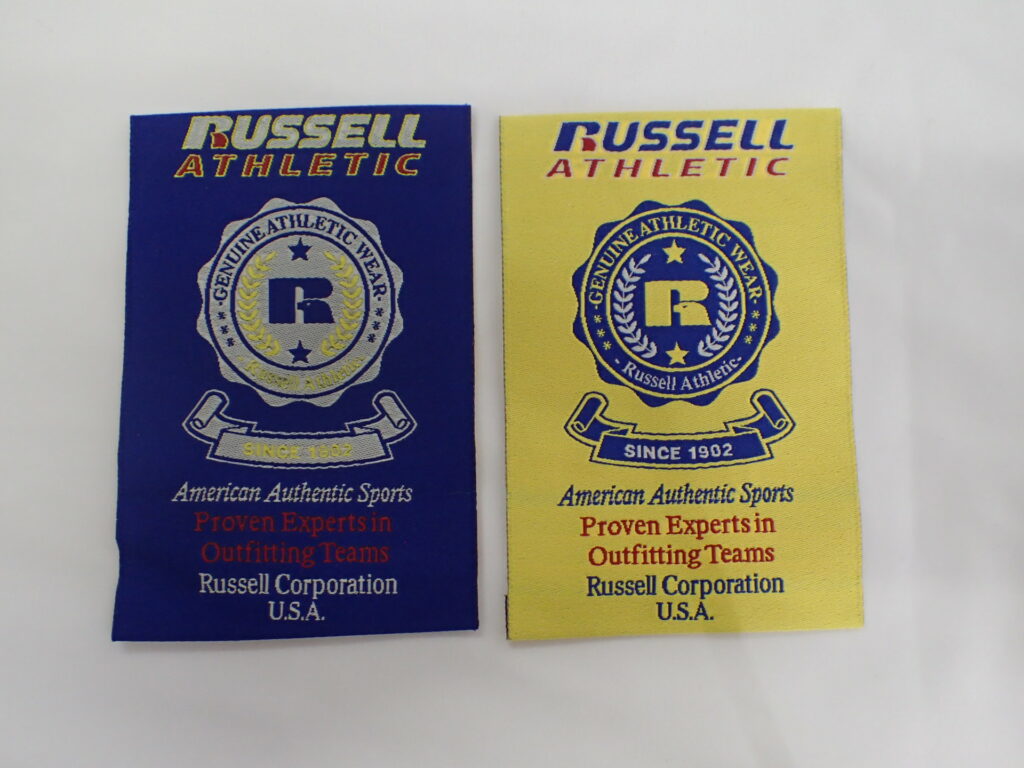 RUSSELL
ATHLETIC
·GENUINE ATHLETIC WEAR·
R
- Russell Athletic -
SINCE 1902
American Authentic Sports
Proven Experts in
Outfitting Teams
Russell Corporation
U.S.A.
RUSSELL
ATHLETIC
·GENUINE ATHLETIC WEAR·
R
- Russell Athletic -
SINCE 1902
American Authentic Sports
Proven Experts in
Outfitting Teams
Russell Corporation
U.S.A.